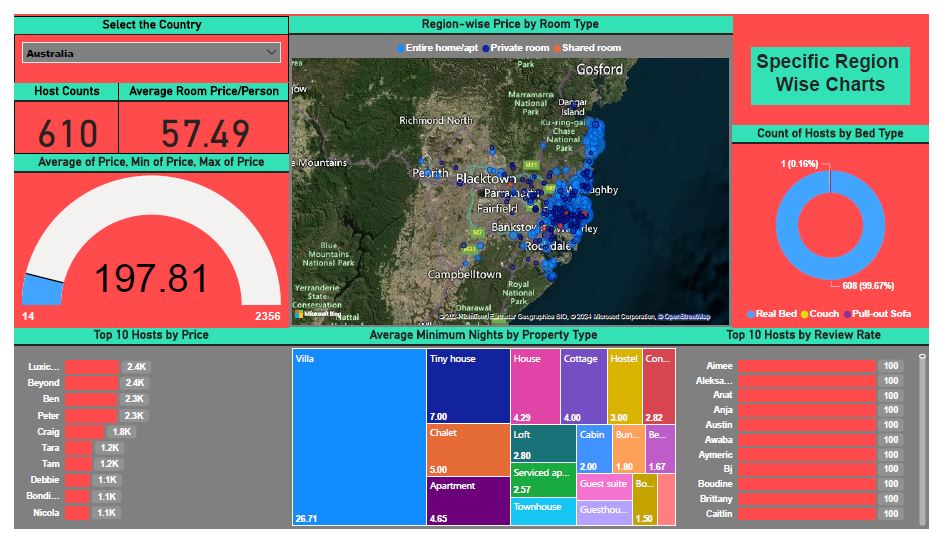 Select the Country
Australia
Host Counts
610
Average Room Price/Person
57.49
Average of Price, Min of Price, Max of Price
197.81
14
2356
Region-wise Price by Room Type
Entire home/apt Private room Shared room
Gosford
Park
Marramarra
National
Park
Dangar
Island
Ku-ring-gai
Chase
National
Park
Richmond North
Mountains
Penrith
Blacktown
M11
Fairfield
M7
M31
Campbelltown
Blue
Mountains
National Park
Yerranderie
State
Conservation
Nattai
Royal
National
Park
Dharawal
Microsoft Bing
© 2024 Microsoft Corporation, © OpenStreetMap
Specific Region
Wise Charts
Count of Hosts by Bed Type
1 (0.16%)
608 (99.67%)
Real Bed Couch Pull-out Sofa
Top 10 Hosts by Price
Luxic... 2.4K
Beyond 2.4K
Ben 2.3K
Peter 2.3K
Craig 1.8K
Tara 1.2K
Tam 1.2K
Debbie 1.1K
Bondi... 1.1K
Nicola 1.1K
Average Minimum Nights by Property Type
Villa
26.71
Tiny house
7.00
Chalet
5.00
Apartment
4.65
House
4.29
Cottage
4.00
Hostel
3.00
Con...
2.82
Loft
2.80
Serviced ap...
2.57
Townhouse
Cabin
2.00
Bun...
1.80
Be...
1.67
Guest suite
Guesthou...
Bo...
1.50
Top 10 Hosts by Review Rate
Aimee 100
Aleksa... 100
Anat 100
Anja 100
Austin 100
Awaba 100
Aymeric 100
Bj 100
Boudine 100
Brittany 100
Caitlin 100